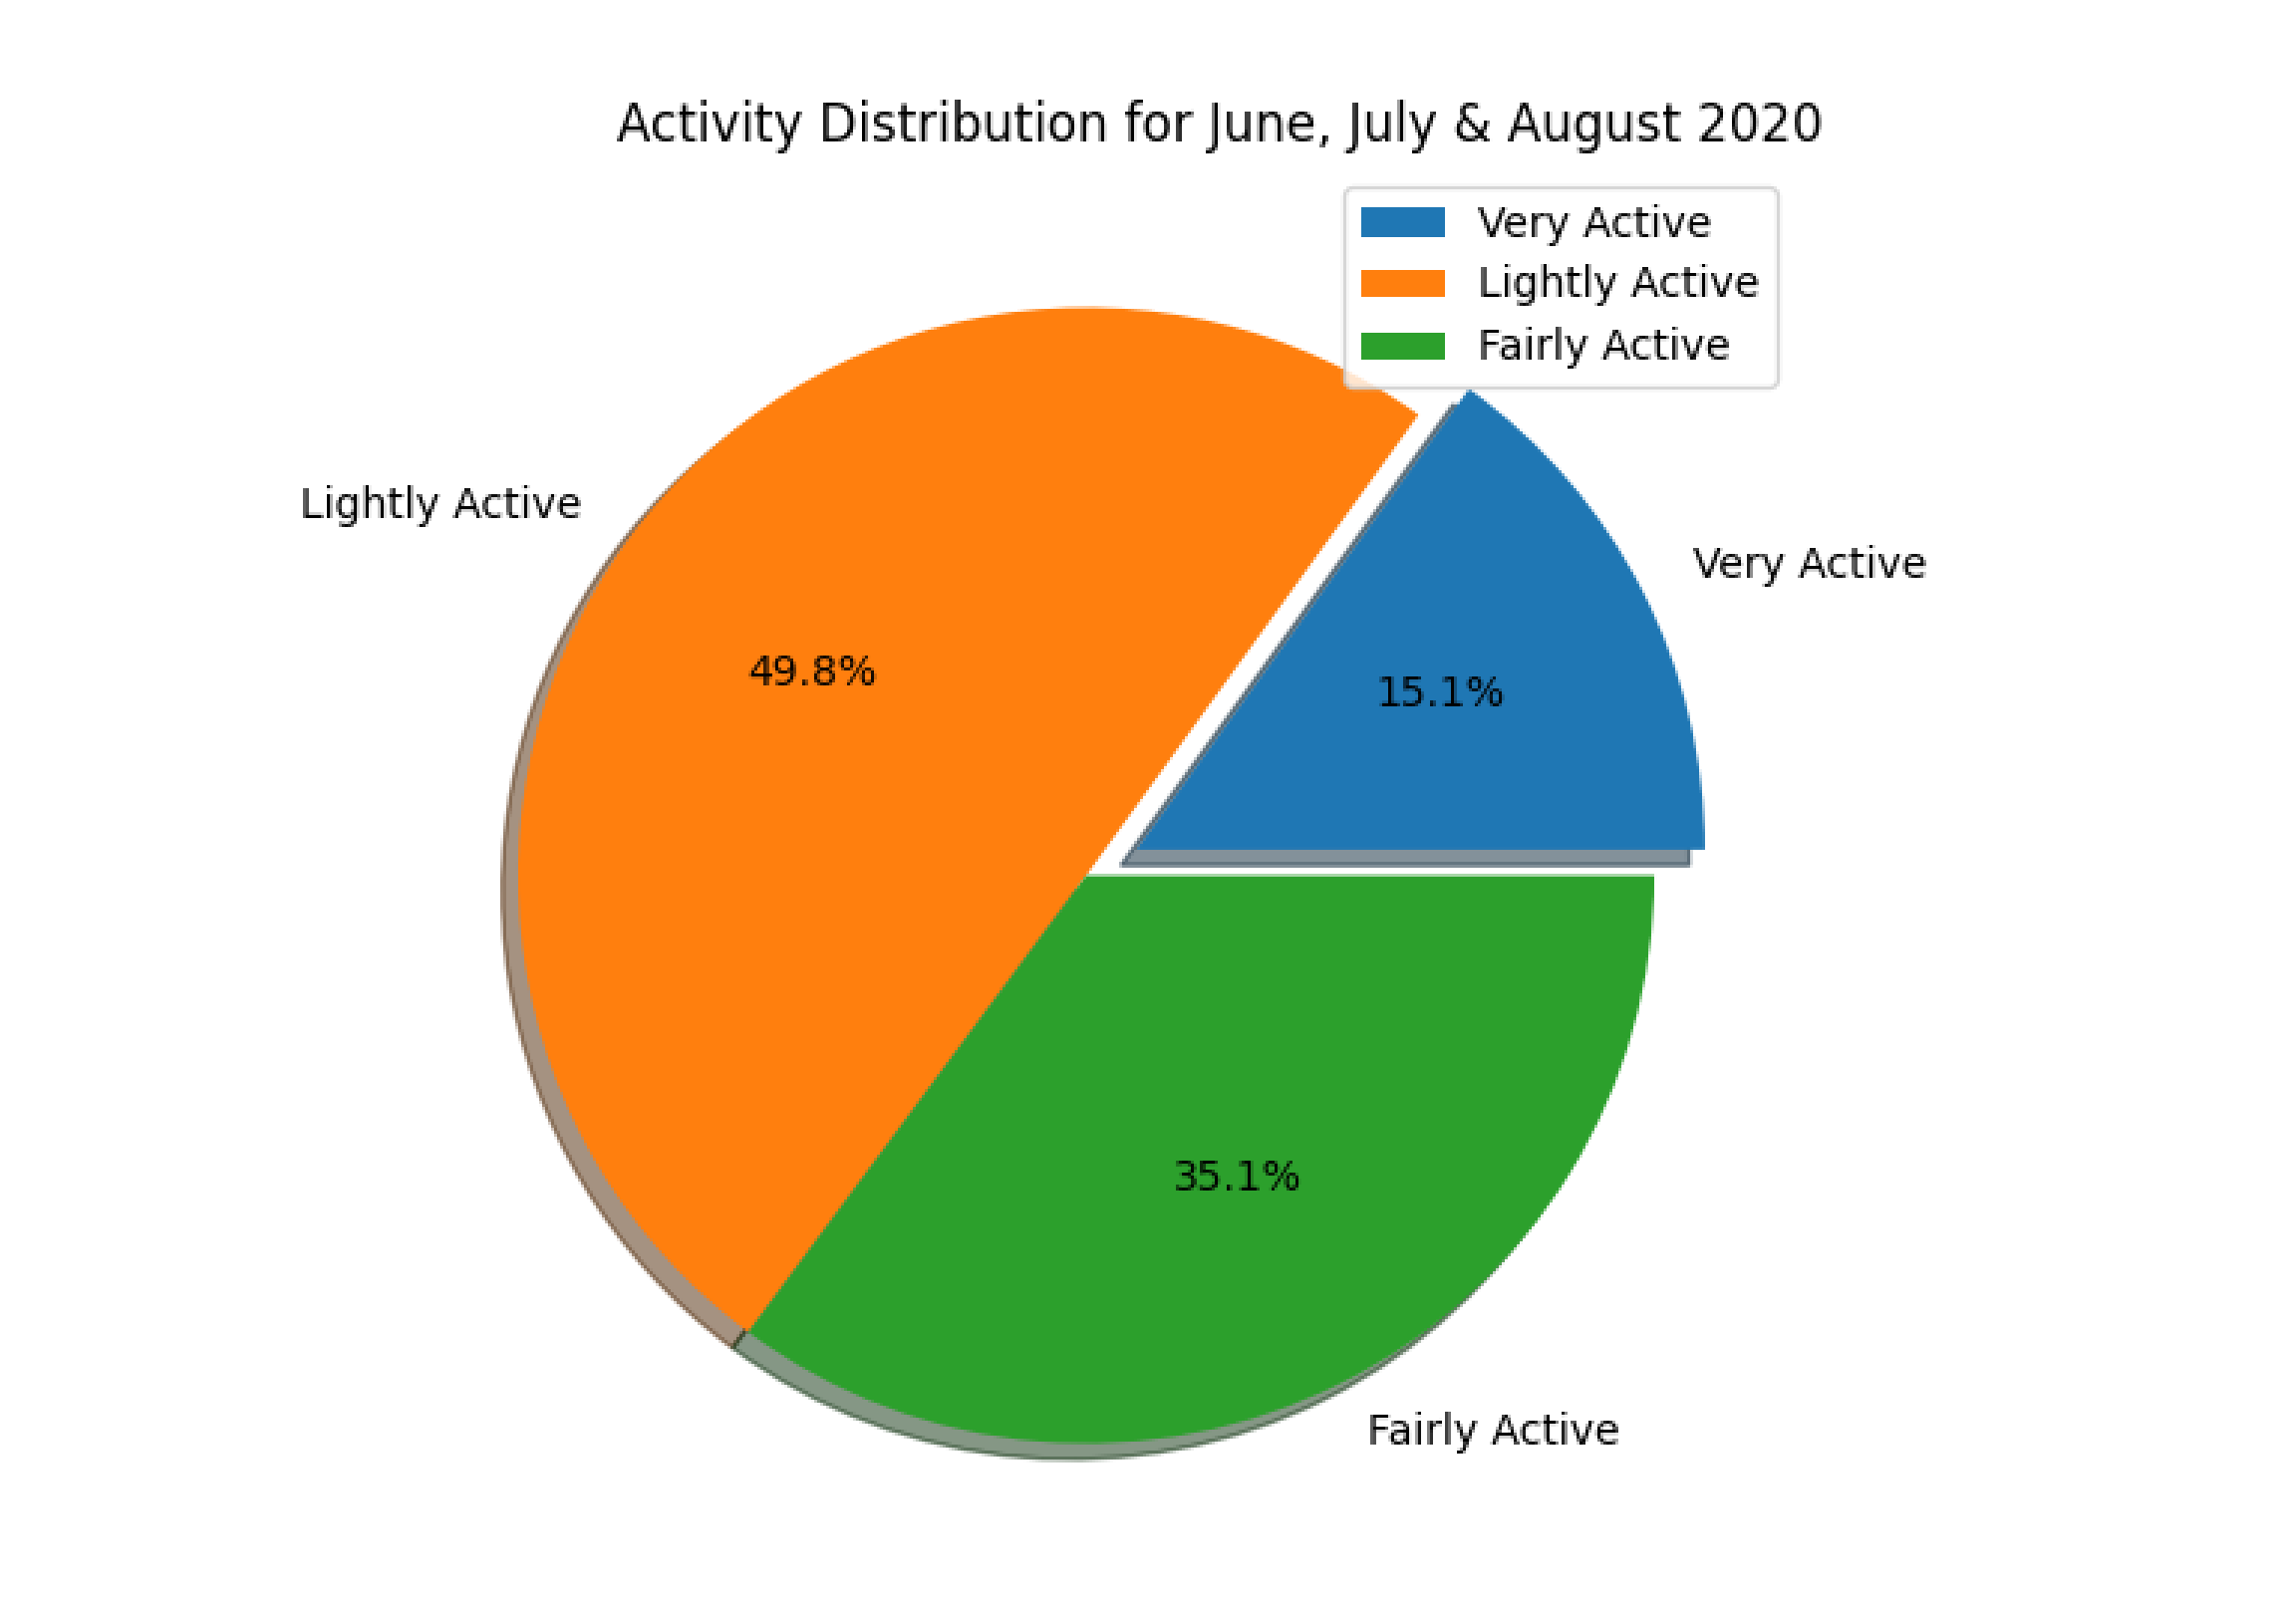 Activity Distribution for June, July & August 2020
Very Active
Lightly Active
Fairly Active
Lightly Active
Very Active
49.8%
15.1%
35.1%
Fairly Active